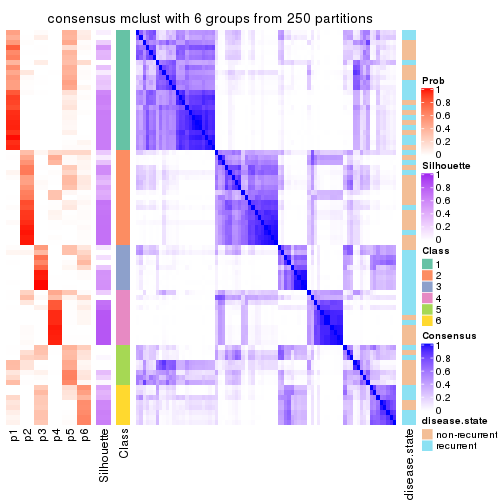 consensus mclust with 6 groups from 250 partitions
Prob
1
0.8
0.6
0.4
0.2
0
Silhouette
1
0.8
0.6
0.4
0.2
0
Class
1
2
3
4
5
6
Consensus
1
0.8
0.6
0.4
0.2
0
disease.state
non-recurrent
recurrent
p1
p2
p3
p4
p5
p6
Silhouette
Class
disease.state